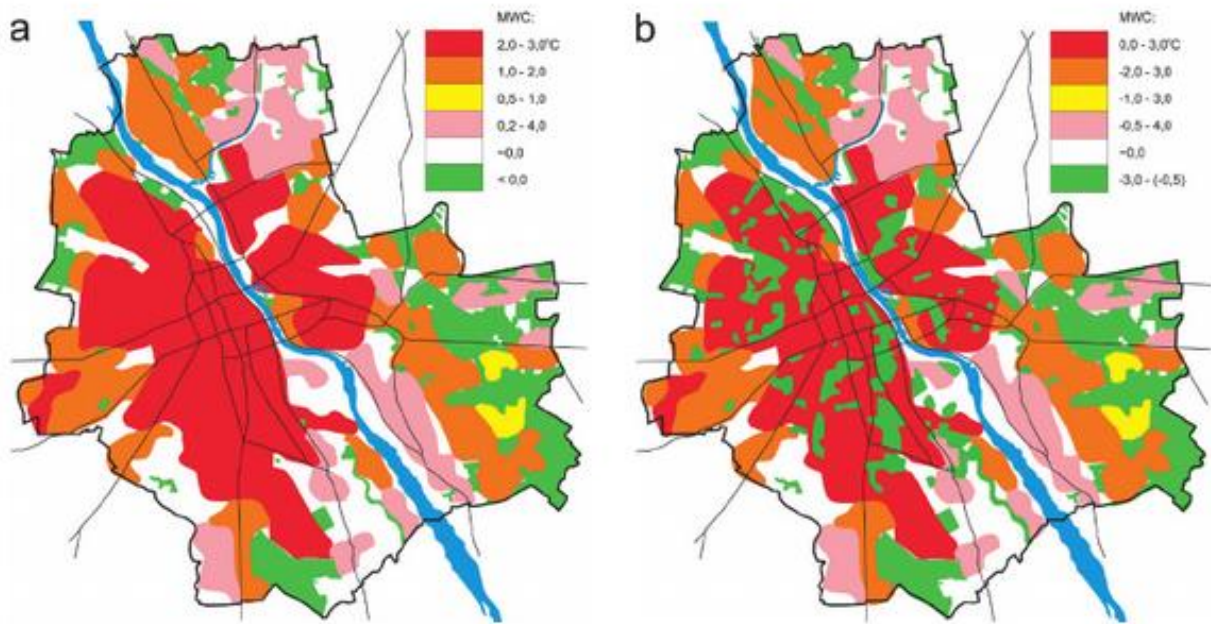 a
MWC:
2,0 - 3,0°C
1,0 - 2,0
0,5 - 1,0
0,2 - 4,0
~0,0
< 0,0
b
MWC:
0,0 - 3,0°C
-2,0 - 3,0
-1,0 - 3,0
-0,5 - 4,0
~0,0
-3,0 - (-0,5)